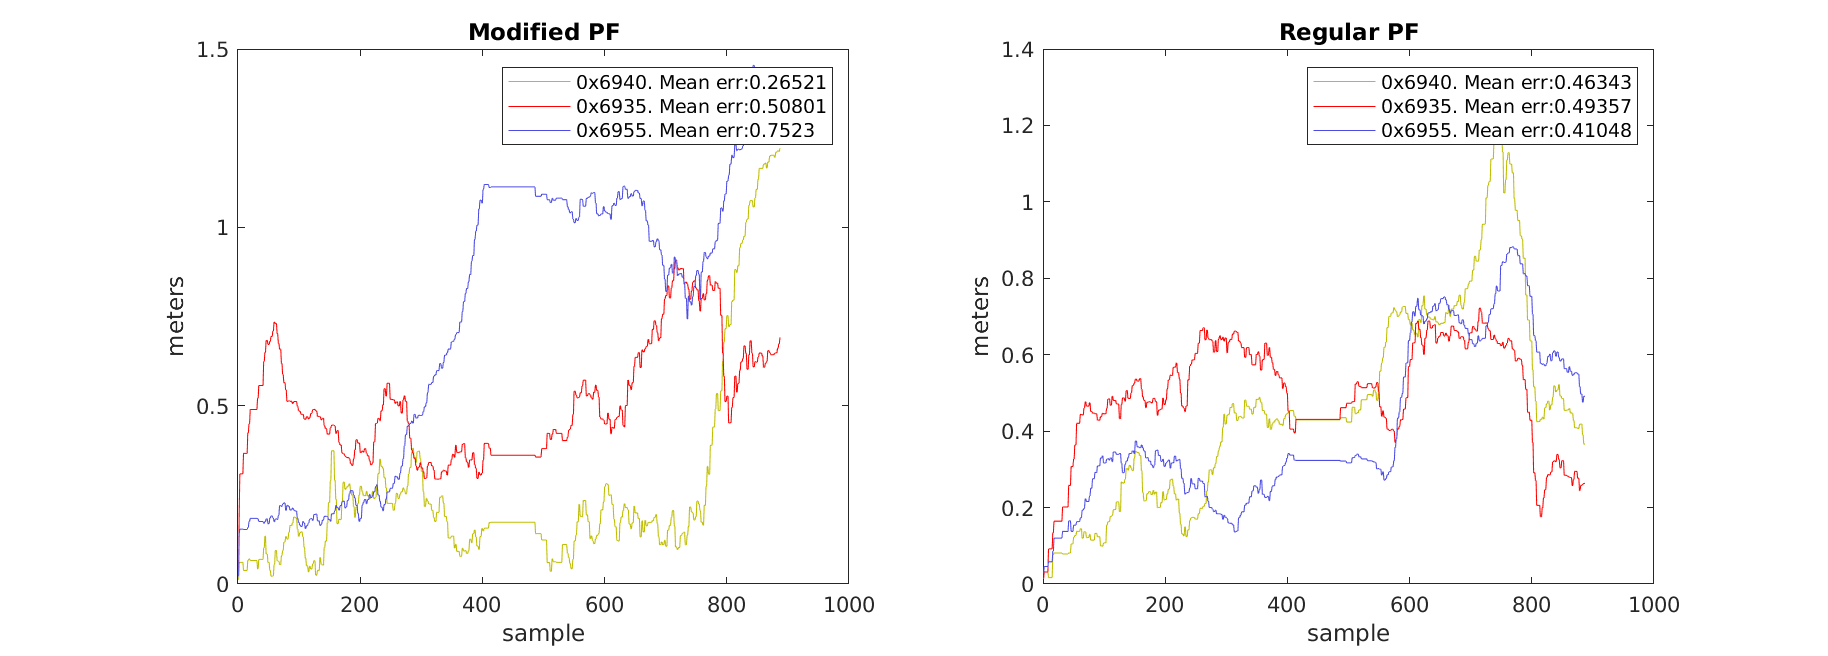 Modified PF
1.5
1
0.5
0
meters
0x6940. Mean err:0.26521
0x6935. Mean err:0.50801
0x6955. Mean err:0.7523
0 200 400 600 800 1000
sample
Regular PF
1.4
1.2
1
0.8
0.6
0.4
0.2
0
meters
0x6940. Mean err:0.46343
0x6935. Mean err:0.49357
0x6955. Mean err:0.41048
0 200 400 600 800 1000
sample